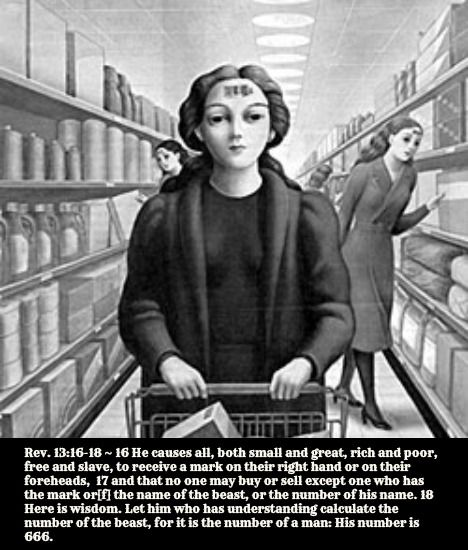 Rev. 13:16-18 ~ 16 He causes all, both small and great, rich and poor,
free and slave, to receive a mark on their right hand or on their
foreheads,  17 and that no one may buy or sell except one who has
the mark or[f] the name of the beast, or the number of his name. 18
Here is wisdom. Let him who has understanding calculate the
number of the beast, for it is the number of a man: His number is
666.